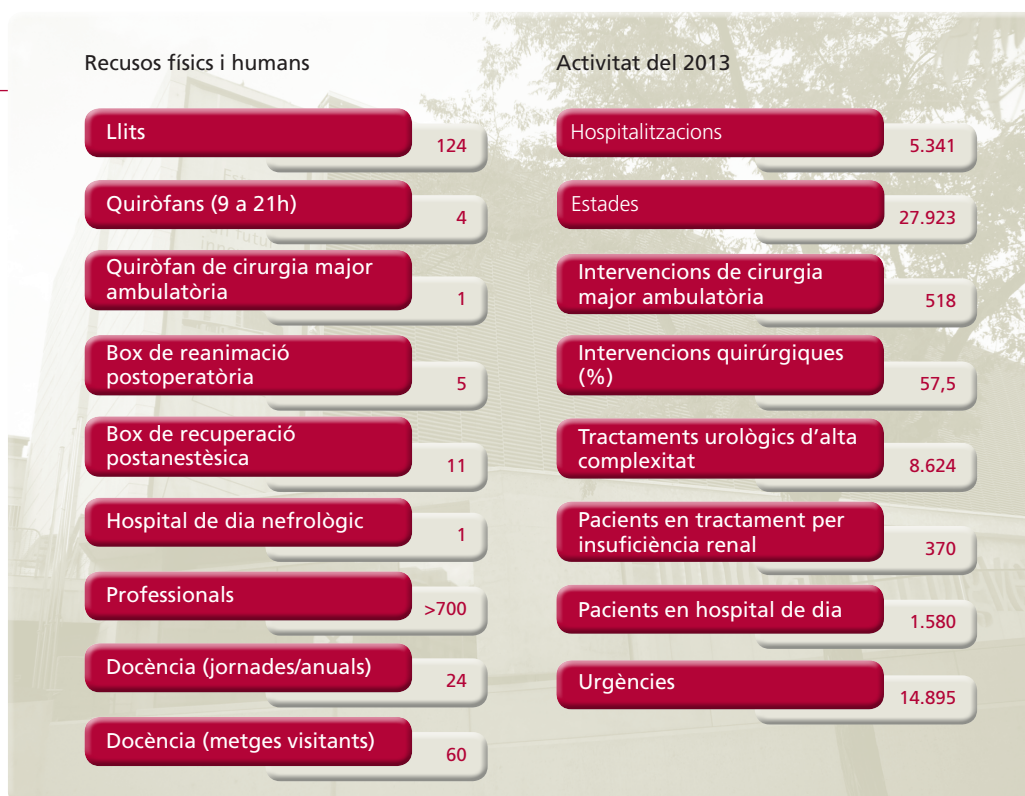 Recusos físics i humans
Llits
124
Quiròfans (9 a 21h)
4
Quiròfan de cirurgia major
ambulatòria
1
Box de reanimació
postoperatòria
5
Box de recuperació
postanestèsica
11
Hospital de dia nefrològic
1
Professionals
>700
Docència (jornades/anuals)
24
Docència (metges visitants)
60
Activitat del 2013
Hospitalitzacions
5.341
Estades
27.923
Intervencions de cirurgia
major ambulatòria
518
Intervencions quirúrgiques
(%)
57,5
Tractaments urològics d’alta
complexitat
8.624
Pacients en tractament per
insuficiència renal
370
Pacients en hospital de dia
1.580
Urgències
14.895